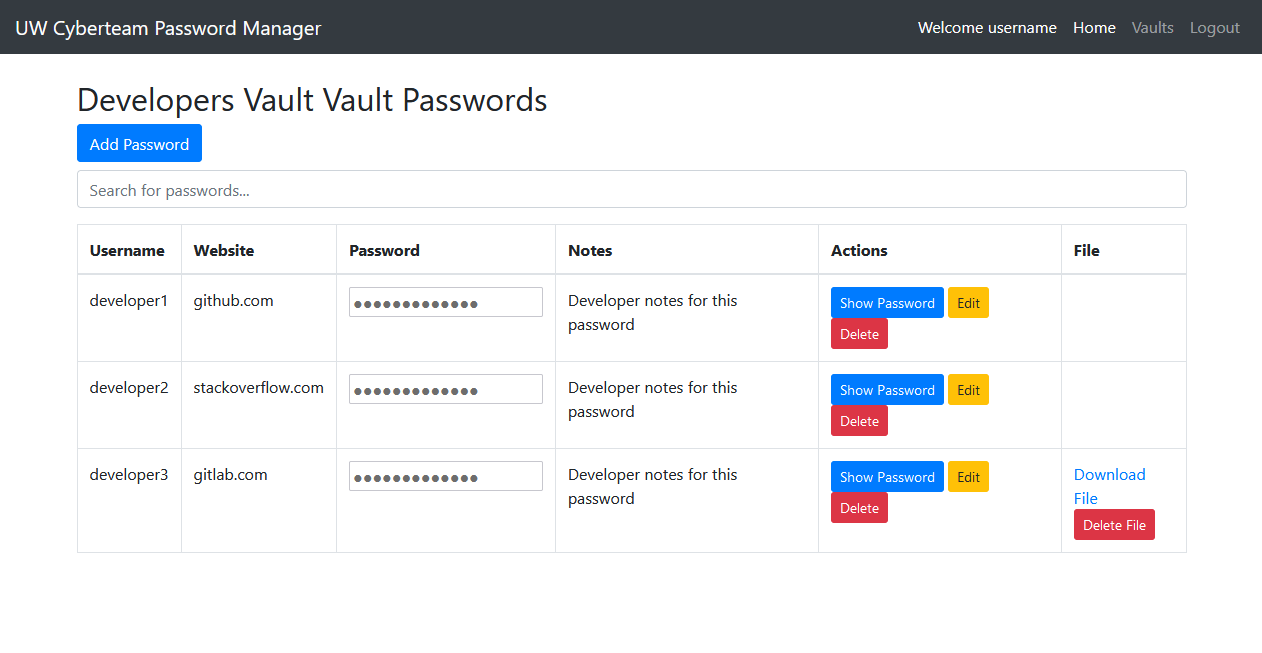 UW Cyberteam Password Manager Welcome username Home Vaults Logout
Developers Vault Vault Passwords
Add Password
Search for passwords...
Username Website Password Notes Actions File
developer1 github.com ●●●●●●●●●●●●● Developer notes for this Show Password Edit
password Delete
developer2 stackoverflow.com ●●●●●●●●●●●●● Developer notes for this Show Password Edit
password Delete
developer3 gitlab.com ●●●●●●●●●●●●● Developer notes for this Show Password Edit Download
password Delete File
Delete File